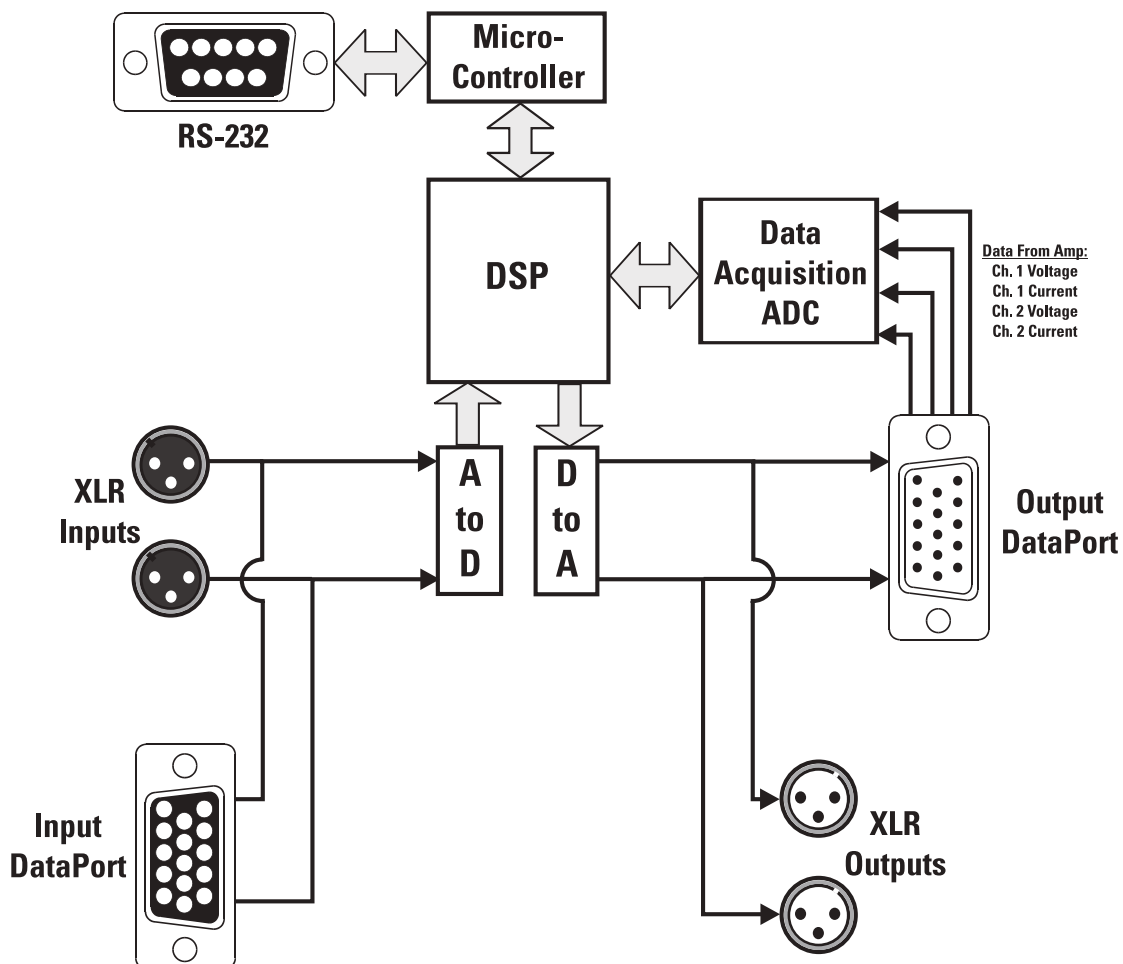 Micro-
Controller
RS-232
DSP
Data
Acquisition
ADC
Data From Amp:
Ch. 1 Voltage
Ch. 1 Current
Ch. 2 Voltage
Ch. 2 Current
XLR
Inputs
A
to
D
D
to
A
Output
DataPort
Input
DataPort
XLR
Outputs